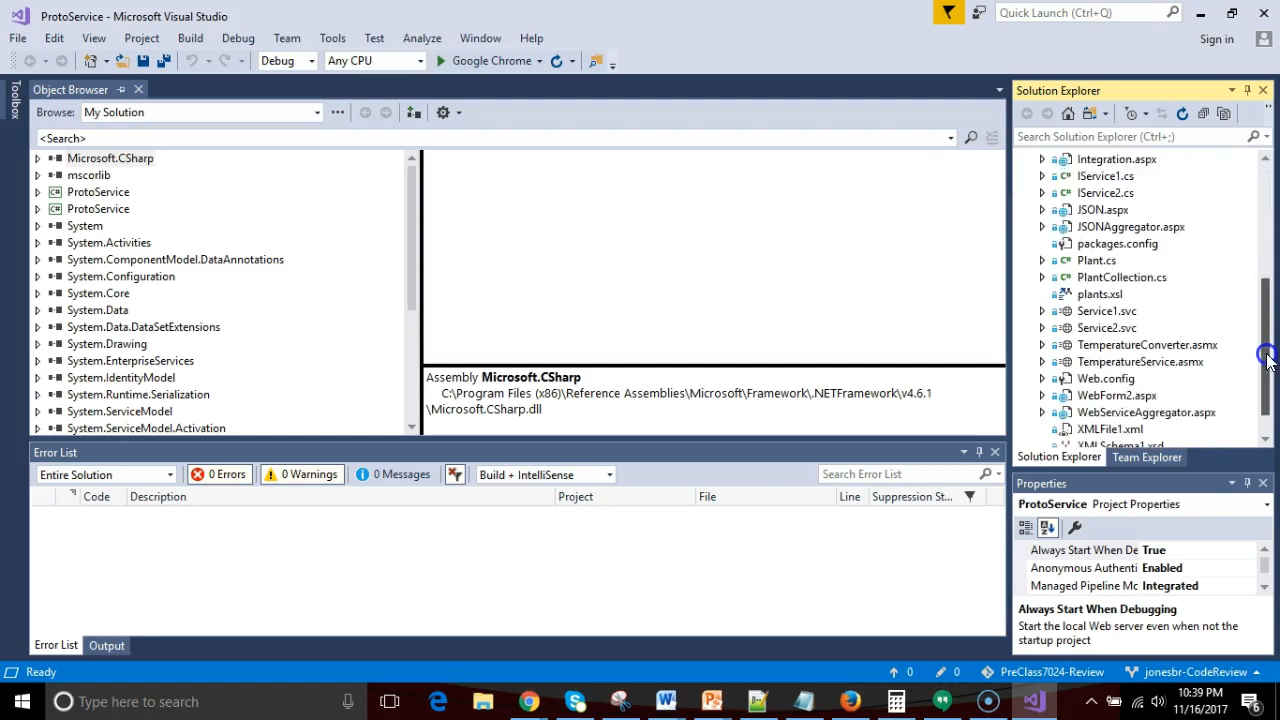 ProtoService - Microsoft Visual Studio
Quick Launch (Ctrl+Q)
File Edit View Project Build Debug Team Tools Test Analyze Window Help
Sign in
Debug Any CPU Google Chrome
Toolbox
Object Browser
Browse: My Solution
<Search>
Microsoft.CSharp
mscorlib
ProtoService
ProtoService
System
System.Activities
System.ComponentModel.DataAnnotations
System.Configuration
System.Core
System.Data
System.Data.DataSetExtensions
System.Drawing
System.EnterpriseServices
System.IdentityModel
System.Runtime.Serialization
System.ServiceModel
System.ServiceModel.Activation
Assembly Microsoft.CSharp
C:\Program Files (x86)\Reference Assemblies\Microsoft\Framework\.NETFramework\v4.6.1
\Microsoft.CSharp.dll
Solution Explorer
Search Solution Explorer (Ctrl+;)
Integration.aspx
IService1.cs
IService2.cs
JSON.aspx
JSONAggregator.aspx
packages.config
Plant.cs
PlantCollection.cs
plants.xsl
Service1.svc
Service2.svc
TemperatureConverter.asmx
TemperatureService.asmx
Web.config
WebForm2.aspx
WebServiceAggregator.aspx
XMLFile1.xml
XMLSchema1.xsd
Solution Explorer Team Explorer
Error List
Entire Solution 0 Errors 0 Warnings 0 Messages Build + IntelliSense Search Error List
Code Description Project File Line Suppression St...
Error List Output
Properties
ProtoService Project Properties
Always Start When De True
Anonymous Authenti Enabled
Managed Pipeline Mc Integrated
Always Start When Debugging
Start the local Web server even when not the
startup project
Ready 0 0 PreClass7024-Review jonesbr-CodeReview
Type here to search
10:39 PM
11/16/2017
6